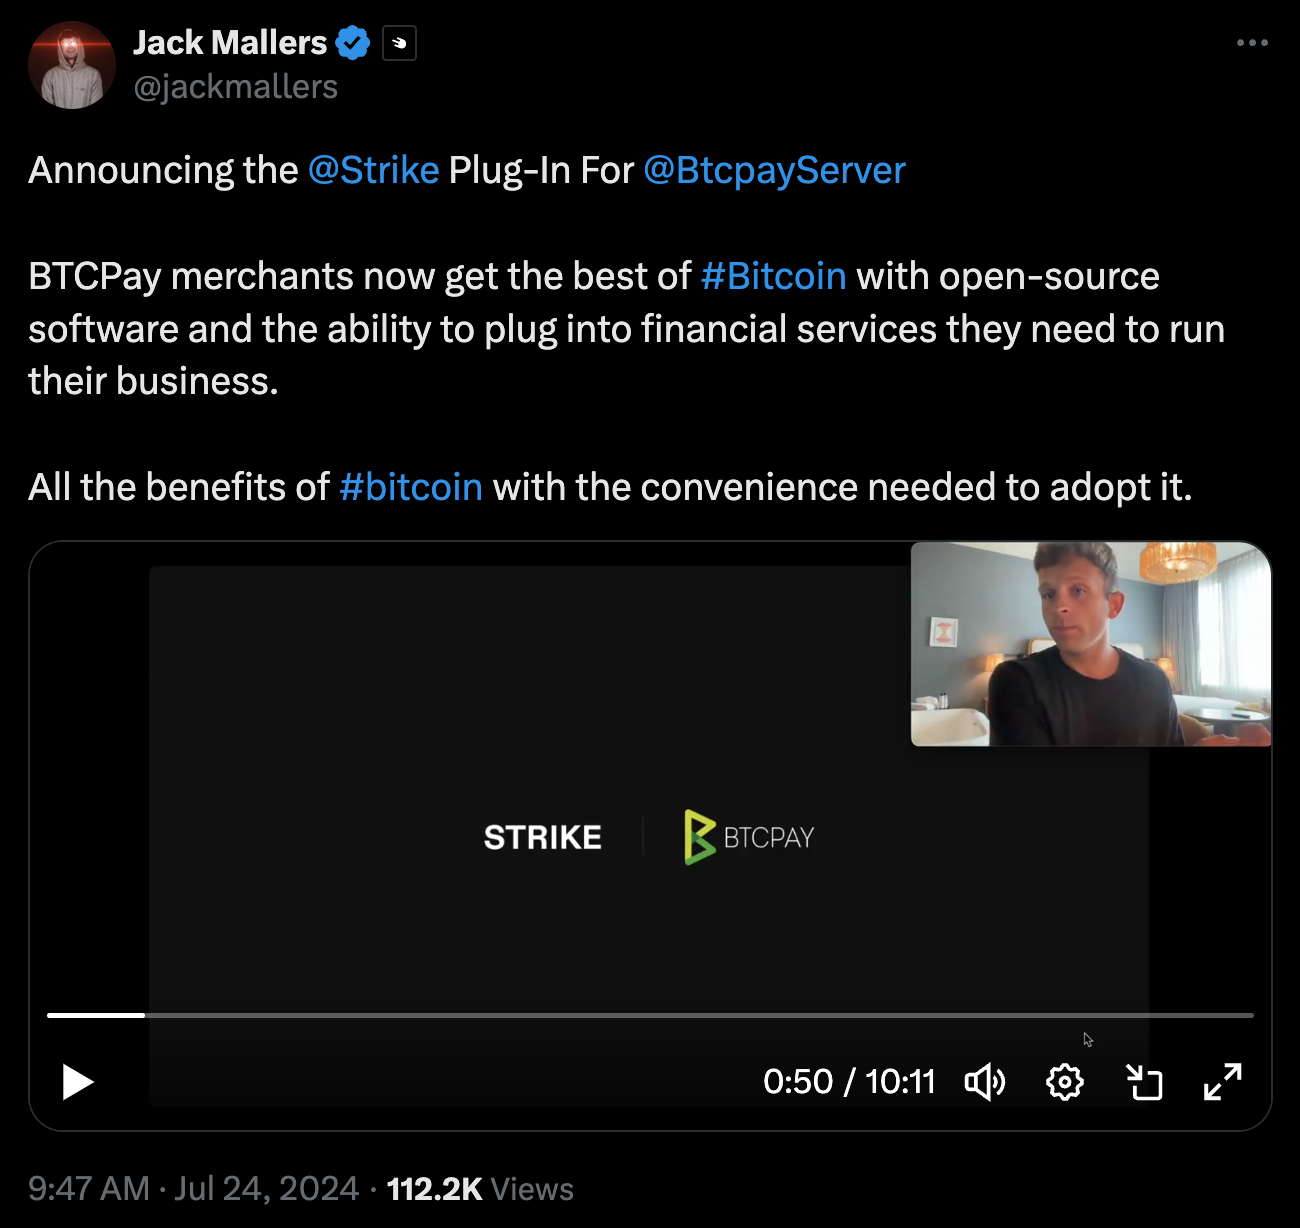 Jack Mallers
@jackmallers
Announcing the @Strike Plug-In For @BtcpayServer
BTCPay merchants now get the best of #Bitcoin with open-source
software and the ability to plug into financial services they need to run
their business.
All the benefits of #bitcoin with the convenience needed to adopt it.
STRIKE
BTCPAY
0:50 / 10:11
9:47 AM · Jul 24, 2024 · 112.2K Views